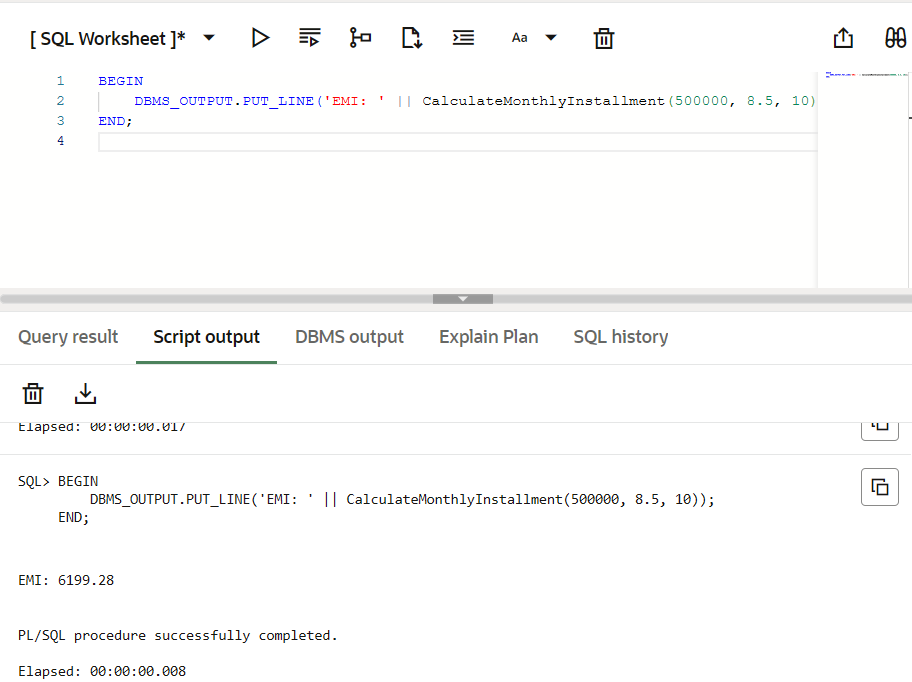 [ SQL Worksheet ]*
Aa
1 BEGIN
2 DBMS_OUTPUT.PUT_LINE('EMI: ' || CalculateMonthlyInstallment(500000, 8.5, 10)
3 END;
4
Query result Script output DBMS output Explain Plan SQL history
Elapsed: 00:00:00.017
SQL> BEGIN
DBMS_OUTPUT.PUT_LINE('EMI: ' || CalculateMonthlyInstallment(500000, 8.5, 10));
END;
EMI: 6199.28
PL/SQL procedure successfully completed.
Elapsed: 00:00:00.008